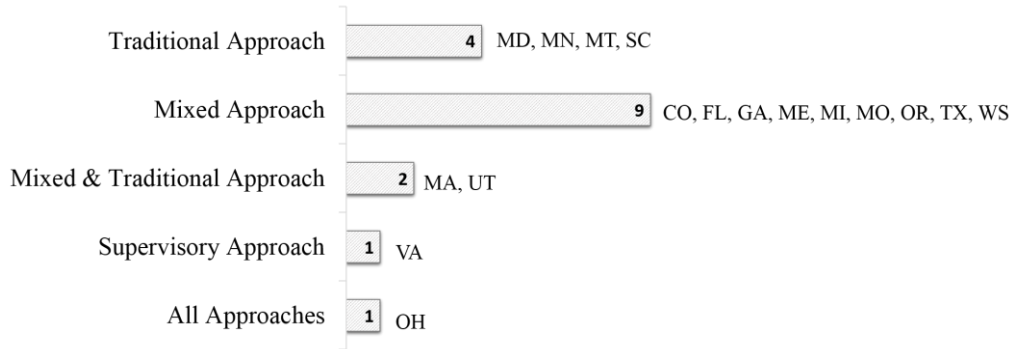 Traditional Approach 4 MD, MN, MT, SC
Mixed Approach 9 CO, FL, GA, ME, MI, MO, OR, TX, WS
Mixed & Traditional Approach 2 MA, UT
Supervisory Approach 1 VA
All Approaches 1 OH